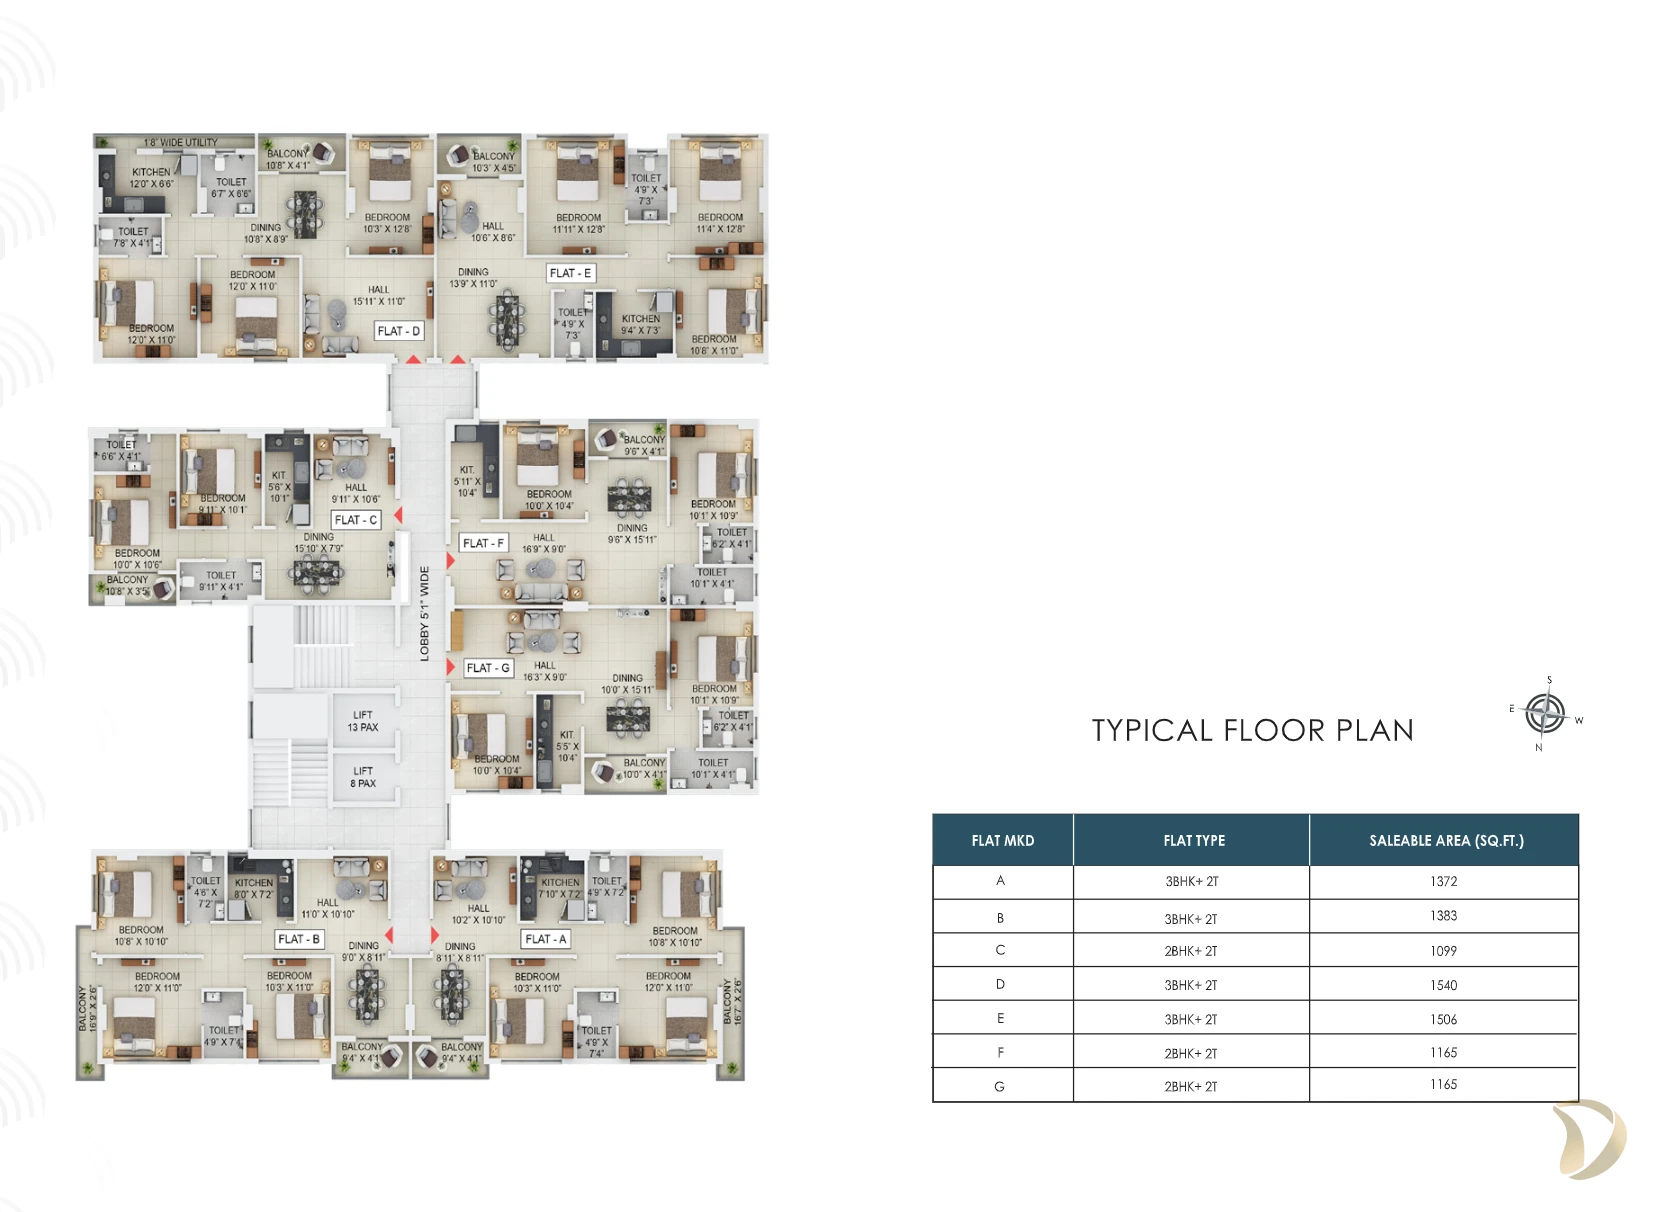 1'8" WIDE UTILITY
KITCHEN
12'0" X 6'6"
TOILET
6'7" X 6'6"
BALCONY
10'8" X 4'1"
TOILET
7'8" X 4'1"
DINING
10'8" X 8'9"
BEDROOM
10'3" X 12'8"
BEDROOM
12'0" X 11'0"
BEDROOM
12'0" X 11'0"
HALL
15'11" X 11'0"
FLAT - D
BALCONY
10'3" X 4'5"
HALL
10'6" X 8'6"
BEDROOM
11'11" X 12'8"
TOILET
4'9" X
7'3"
BEDROOM
11'4" X 12'8"
DINING
13'9" X 11'0"
FLAT - E
TOILET
4'9" X
7'3"
KITCHEN
9'4" X 7'3"
BEDROOM
10'8" X 11'0"
TOILET
6'6" X 4'1"
BEDROOM
9'11" X 10'1"
KIT.
5'6" X
10'1"
HALL
9'11" X 10'6"
FLAT - C
BEDROOM
10'0" X 10'6"
DINING
15'10" X 7'9"
BALCONY
10'8" X 3'5"
TOILET
9'11" X 4'1"
KIT.
5'11" X
10'4"
BEDROOM
10'0" X 10'4"
BALCONY
9'6" X 4'1"
BEDROOM
10'1" X 10'9"
DINING
9'6" X 15'11"
FLAT - F
HALL
16'9" X 9'0"
TOILET
6'2" X 4'1"
TOILET
10'1" X 4'1"
LOBBY 5'1" WIDE
FLAT - G
HALL
16'3" X 9'0"
DINING
10'0" X 15'11"
BEDROOM
10'1" X 10'9"
TOILET
6'2" X 4'1"
BEDROOM
10'0" X 10'4"
KIT.
5'5" X
10'4"
BALCONY
10'0" X 4'1"
TOILET
10'1" X 4'1"
LIFT
13 PAX
LIFT
8 PAX
BEDROOM
10'8" X 10'10"
TOILET
4'6" X
7'2"
KITCHEN
8'0" X 7'2"
HALL
11'0" X 10'10"
FLAT - B
DINING
9'0" X 8'11"
BEDROOM
12'0" X 11'0"
BEDROOM
10'3" X 11'0"
TOILET
4'9" X 7'4"
BALCONY
16'9" X 2'6"
BALCONY
9'4" X 4'1"
HALL
10'2" X 10'10"
KITCHEN
7'10" X 7'2"
TOILET
4'9" X 7'2"
BEDROOM
10'8" X 10'10"
FLAT - A
DINING
8'11" X 8'11"
BEDROOM
10'3" X 11'0"
BEDROOM
12'0" X 11'0"
TOILET
4'9" X
7'4"
BALCONY
16'7" X 2'6"
BALCONY
9'4" X 4'1"
TYPICAL FLOOR PLAN
S
E
W
N
FLAT MKD FLAT TYPE SALEABLE AREA (SQ.FT.)
A 3BHK+ 2T 1372
B 3BHK+ 2T 1383
C 2BHK+ 2T 1099
D 3BHK+ 2T 1540
E 3BHK+ 2T 1506
F 2BHK+ 2T 1165
G 2BHK+ 2T 1165